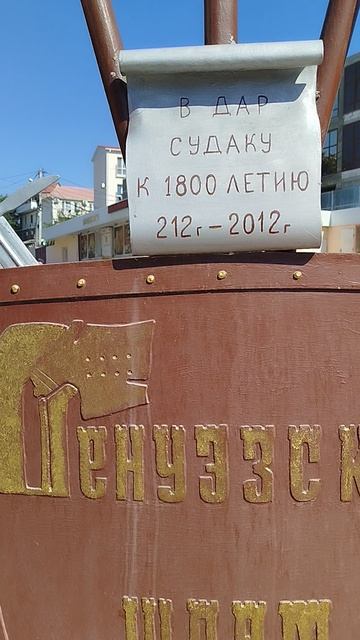 В ДАР
СУДАКУ
К 1800 ЛЕТИЮ
212г – 2012г
Генуэзск